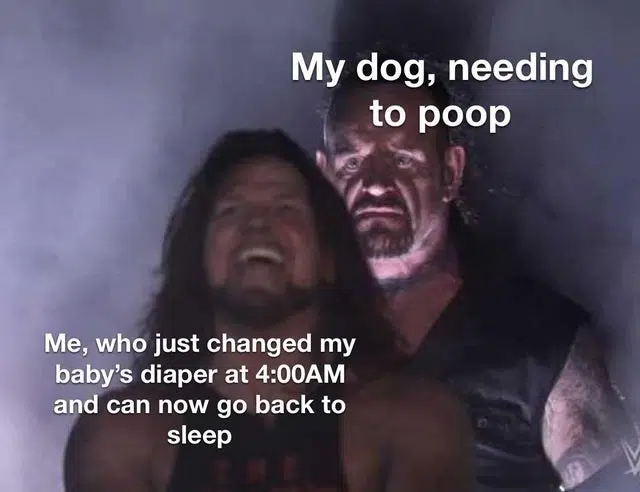 My dog, needing
to poop
Me, who just changed my
baby's diaper at 4:00AM
and can now go back to
sleep